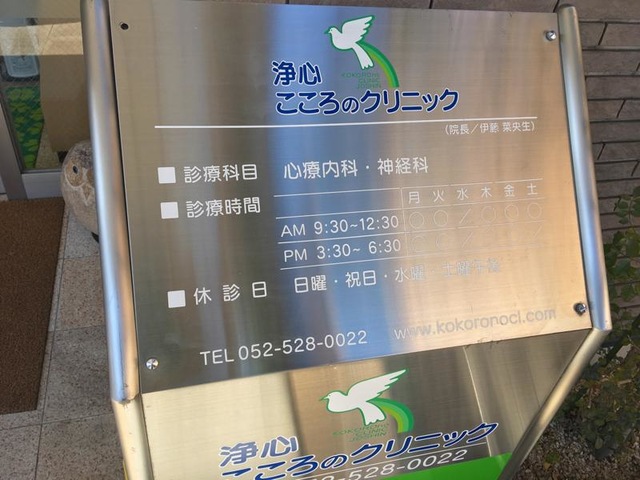 浄心
こころのクリニック
(院長／伊藤 菜央生)
診療科目 心療内科・神経科
診療時間
月 火 水 木 金 土
AM 9:30~12:30 〇 〇 ／ 〇 〇 〇
PM 3:30~ 6:30
休診日 日曜・祝日・水曜・土曜午後
TEL 052-528-0022 www.kokoronocl.com
浄心
こころのクリニック
528-0022